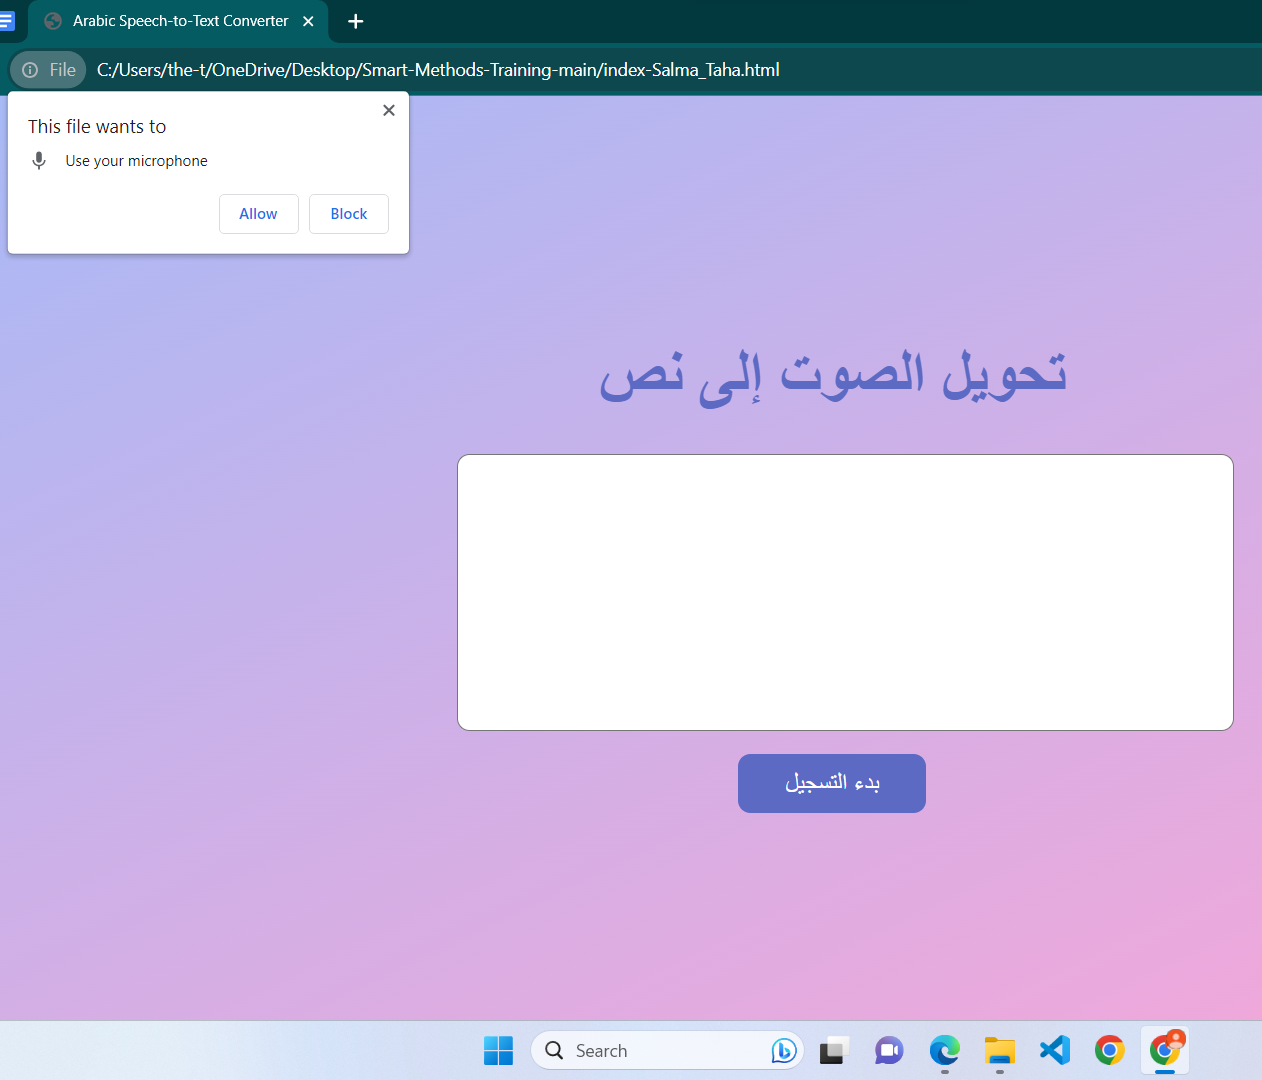 Arabic Speech-to-Text Converter
File C:/Users/the-t/OneDrive/Desktop/Smart-Methods-Training-main/index-Salma_Taha.html
This file wants to
Use your microphone
Allow Block
تحويل الصوت إلى نص
بدء التسجيل
Search